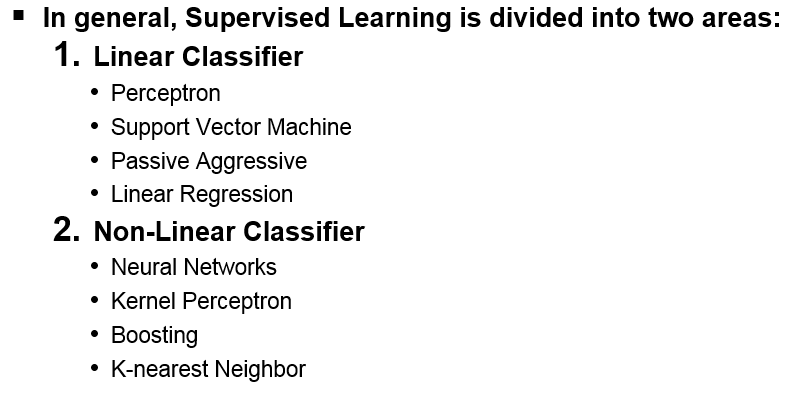 ▪ In general, Supervised Learning is divided into two areas:
1. Linear Classifier
• Perceptron
• Support Vector Machine
• Passive Aggressive
• Linear Regression
2. Non-Linear Classifier
• Neural Networks
• Kernel Perceptron
• Boosting
• K-nearest Neighbor